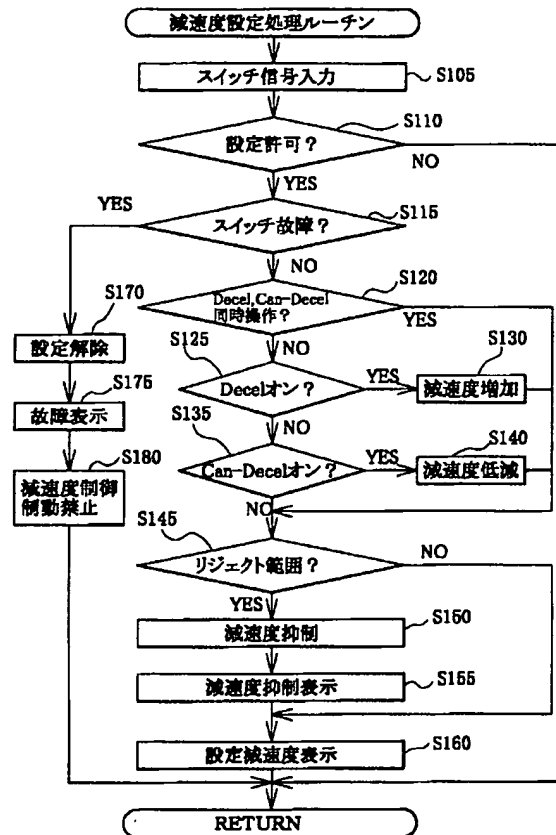 減速度設定処理ルーチン
スイッチ信号入力
S105
設定許可？
S110
NO
YES
スイッチ故障？
S115
YES
NO
Decel,Can-Decel
同時操作？
S120
YES
NO
S170
設定解除
S175
故障表示
S180
減速度制御
制動禁止
S125
Decelオン？
YES
S130
減速度増加
NO
S135
Can-Decelオン？
YES
S140
減速度低減
NO
S145
リジェクト範囲？
NO
YES
減速度抑制
S150
減速度抑制表示
S155
設定減速度表示
S160
RETURN